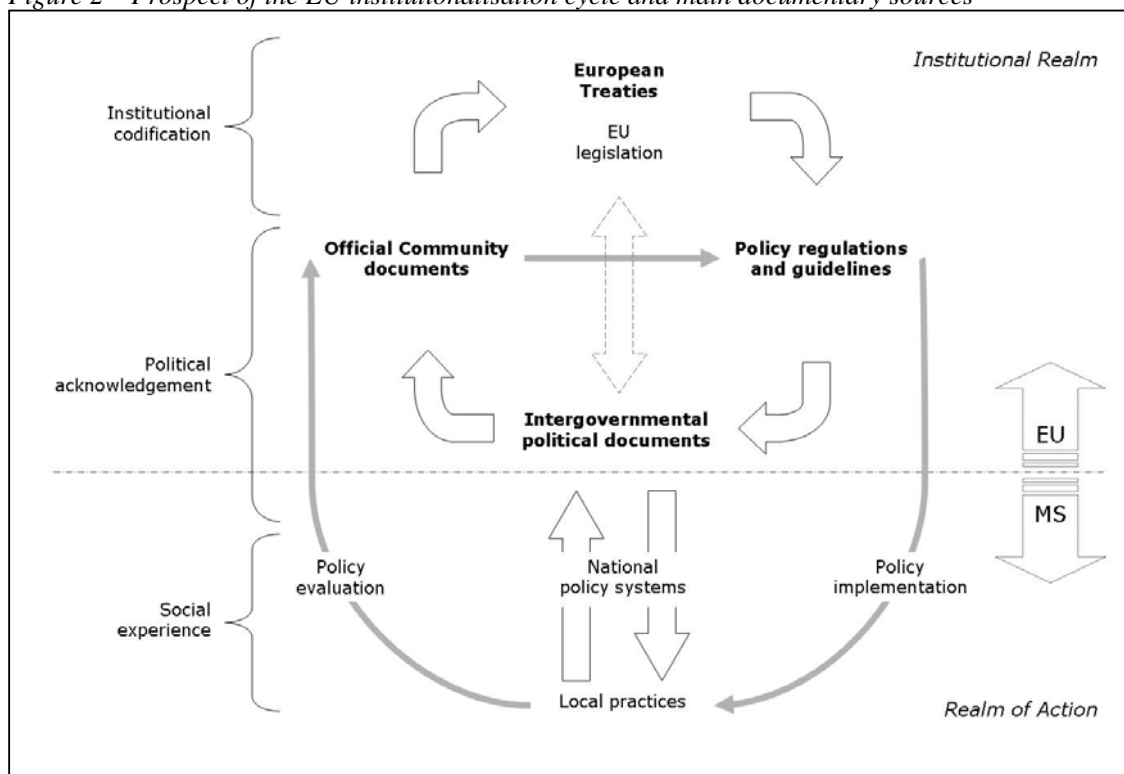 Figure 2 – Prospect of the EU institutionalisation cycle and main documentary sources
Institutional Realm
European
Treaties
EU
legislation
Institutional
codification
Official Community
documents
Policy regulations
and guidelines
Political
acknowledgement
Intergovernmental
political documents
EU
MS
Policy
evaluation
National
policy systems
Policy
implementation
Social
experience
Local practices
Realm of Action